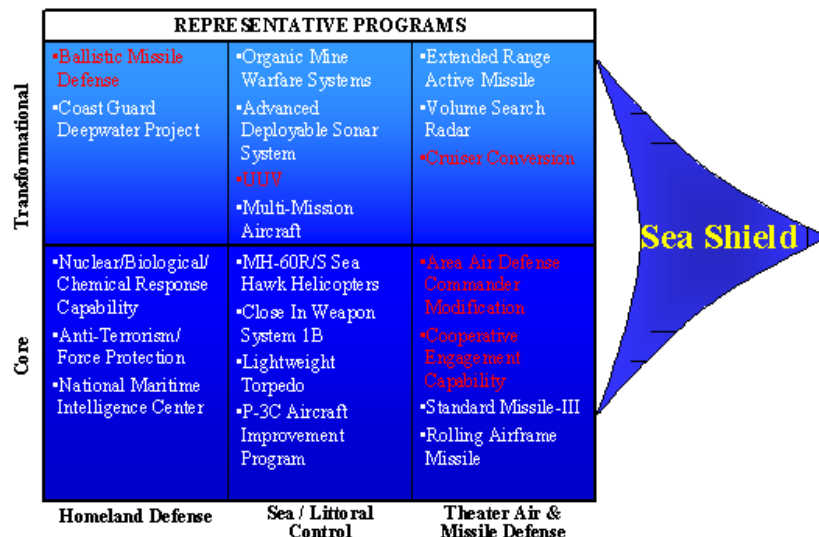 REPRESENTATIVE PROGRAMS
Transformational
▪Ballistic Missile
Defense
▪Coast Guard
Deepwater Project
▪Organic Mine
Warfare Systems
▪Advanced
Deployable Sonar
System
▪UUV
▪Multi-Mission
Aircraft
▪Extended Range
Active Missile
▪Volume Search
Radar
▪Cruiser Conversion
Core
▪Nuclear/Biological/
Chemical Response
Capability
▪Anti-Terrorism/
Force Protection
▪National Maritime
Intelligence Center
▪MH-60R/S Sea
Hawk Helicopters
▪Close In Weapon
System 1B
▪Lightweight
Torpedo
▪P-3C Aircraft
Improvement
Program
▪Area Air Defense
Commander
Modification
▪Cooperative
Engagement
Capability
▪Standard Missile-III
▪Rolling Airframe
Missile
Homeland Defense
Sea / Littoral
Control
Theater Air &
Missile Defense
Sea Shield